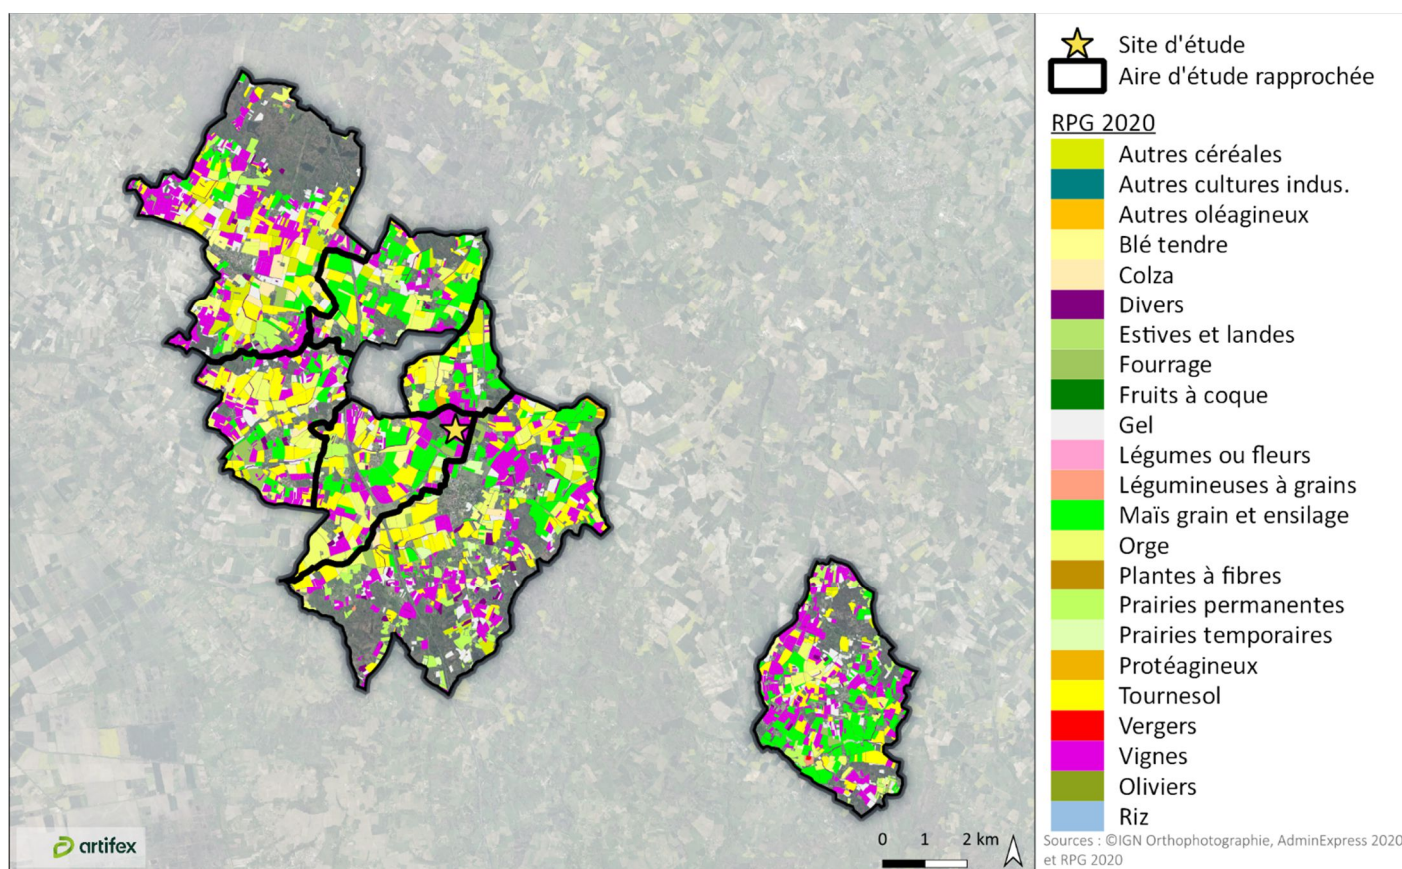 Site d'étude
Aire d'étude rapprochée
RPG 2020
Autres céréales
Autres cultures indus.
Autres oléagineux
Blé tendre
Colza
Divers
Estives et landes
Fourrage
Fruits à coque
Gel
Légumes ou fleurs
Légumineuses à grains
Maïs grain et ensilage
Orge
Plantes à fibres
Prairies permanentes
Prairies temporaires
Protéagineux
Tournesol
Vergers
Vignes
Oliviers
Riz
artifex
0 1 2 km
Sources : ©IGN Orthophotographie, AdminExpress 2020
et RPG 2020